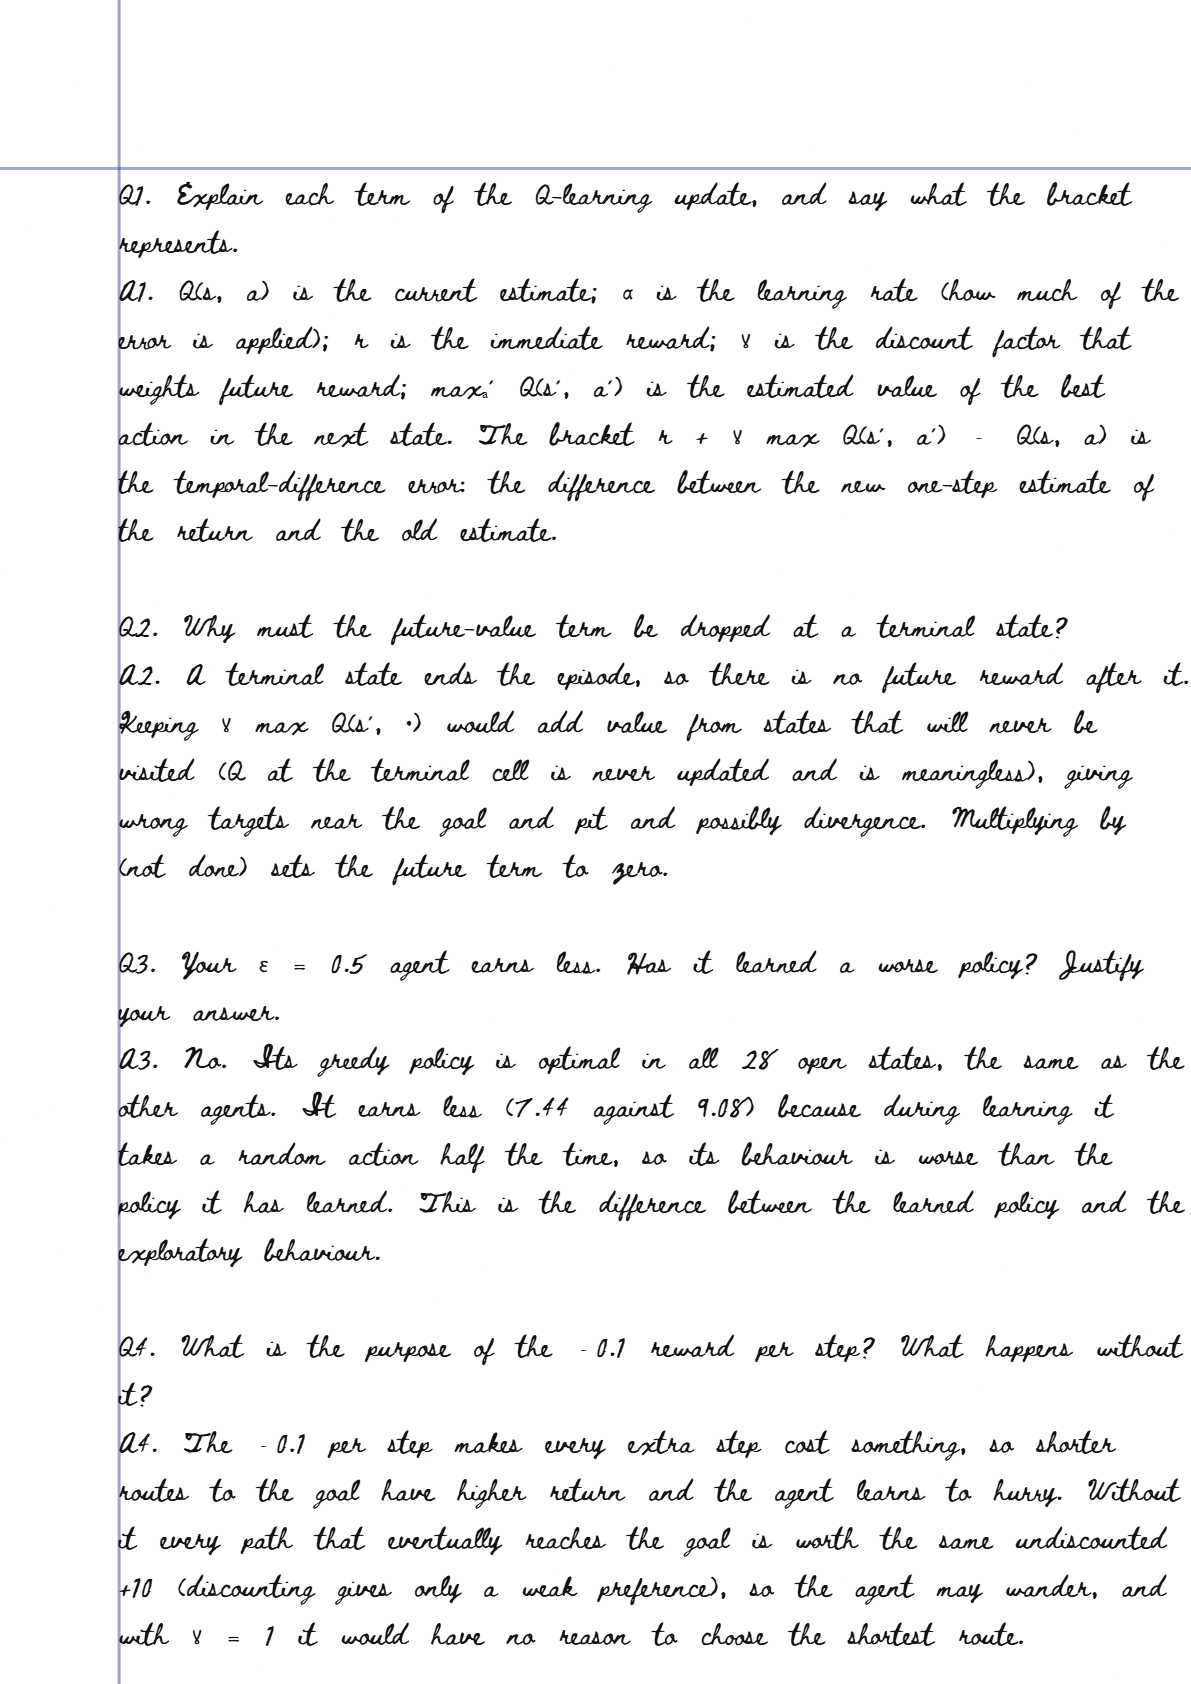 Q1. Explain each term of the Q-learning update, and say what the bracket
represents.
A1. Q(s, a) is the current estimate; α is the learning rate (how much of the
error is applied); r is the immediate reward; γ is the discount factor that
weights future reward; maxₐ′ Q(s′, a′) is the estimated value of the best
action in the next state. The bracket r + γ max Q(s′, a′) - Q(s, a) is
the temporal-difference error: the difference between the new one-step estimate of
the return and the old estimate.
Q2. Why must the future-value term be dropped at a terminal state?
A2. A terminal state ends the episode, so there is no future reward after it.
Keeping γ max Q(s′, ·) would add value from states that will never be
visited (Q at the terminal cell is never updated and is meaningless), giving
wrong targets near the goal and pit and possibly divergence. Multiplying by
(not done) sets the future term to zero.
Q3. Your ε = 0.5 agent earns less. Has it learned a worse policy? Justify
your answer.
A3. No. Its greedy policy is optimal in all 28 open states, the same as the
other agents. It earns less (7.44 against 9.08) because during learning it
takes a random action half the time, so its behaviour is worse than the
policy it has learned. This is the difference between the learned policy and the
exploratory behaviour.
Q4. What is the purpose of the -0.1 reward per step? What happens without
it?
A4. The -0.1 per step makes every extra step cost something, so shorter
routes to the goal have higher return and the agent learns to hurry. Without
it every path that eventually reaches the goal is worth the same undiscounted
+10 (discounting gives only a weak preference), so the agent may wander, and
with γ = 1 it would have no reason to choose the shortest route.